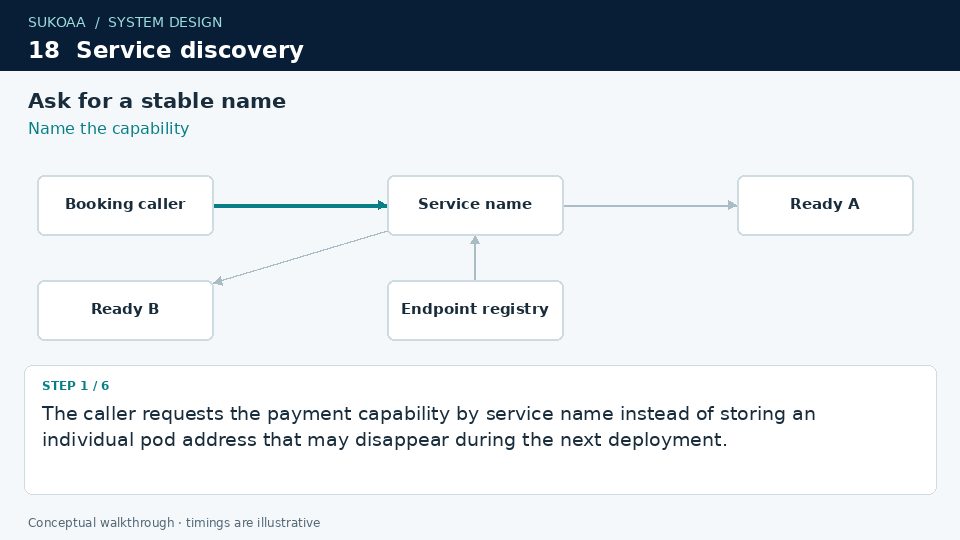 SUKOAA / SYSTEM DESIGN
18 Service discovery
Ask for a stable name
Name the capability
Booking caller
Service name
Ready A
Ready B
Endpoint registry
STEP 1 / 6
The caller requests the payment capability by service name instead of storing an
individual pod address that may disappear during the next deployment.
Conceptual walkthrough · timings are illustrative